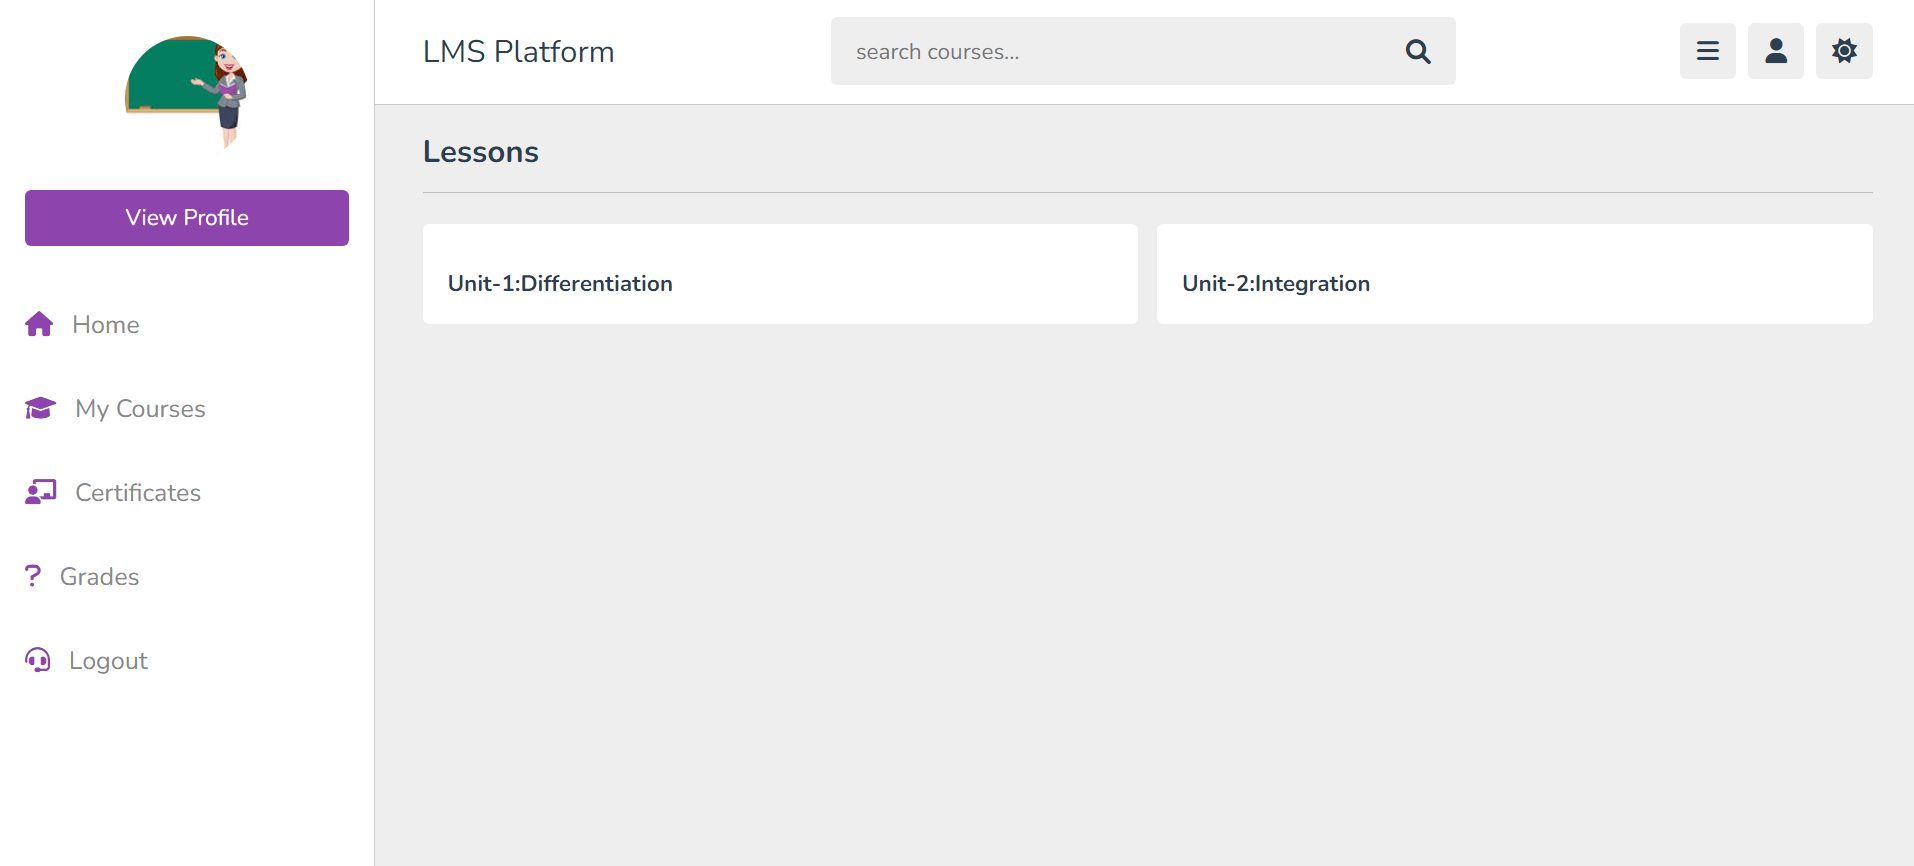 LMS Platform
search courses...
View Profile
Home
My Courses
Certificates
Grades
Logout
Lessons
Unit-1:Differentiation
Unit-2:Integration